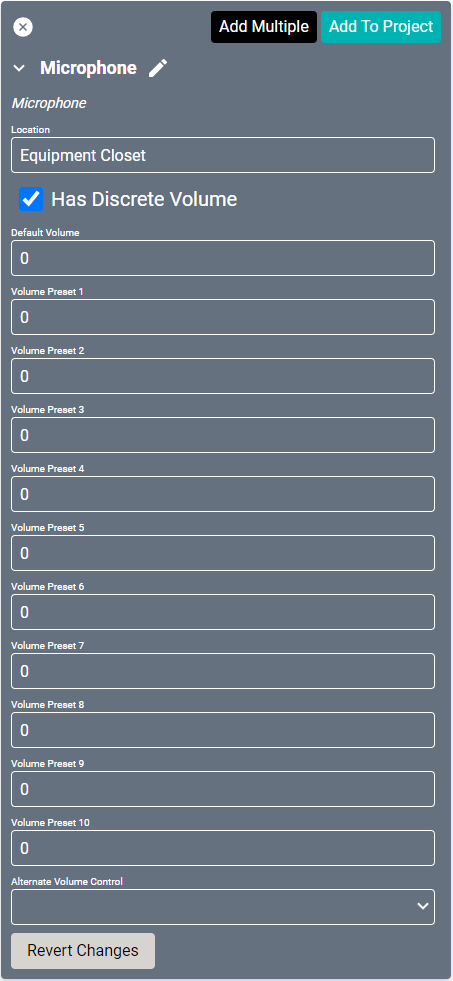 Add Multiple
Add To Project
Microphone
Microphone
Location
Equipment Closet
Has Discrete Volume
Default Volume
0
Volume Preset 1
0
Volume Preset 2
0
Volume Preset 3
0
Volume Preset 4
0
Volume Preset 5
0
Volume Preset 6
0
Volume Preset 7
0
Volume Preset 8
0
Volume Preset 9
0
Volume Preset 10
0
Alternate Volume Control
Revert Changes